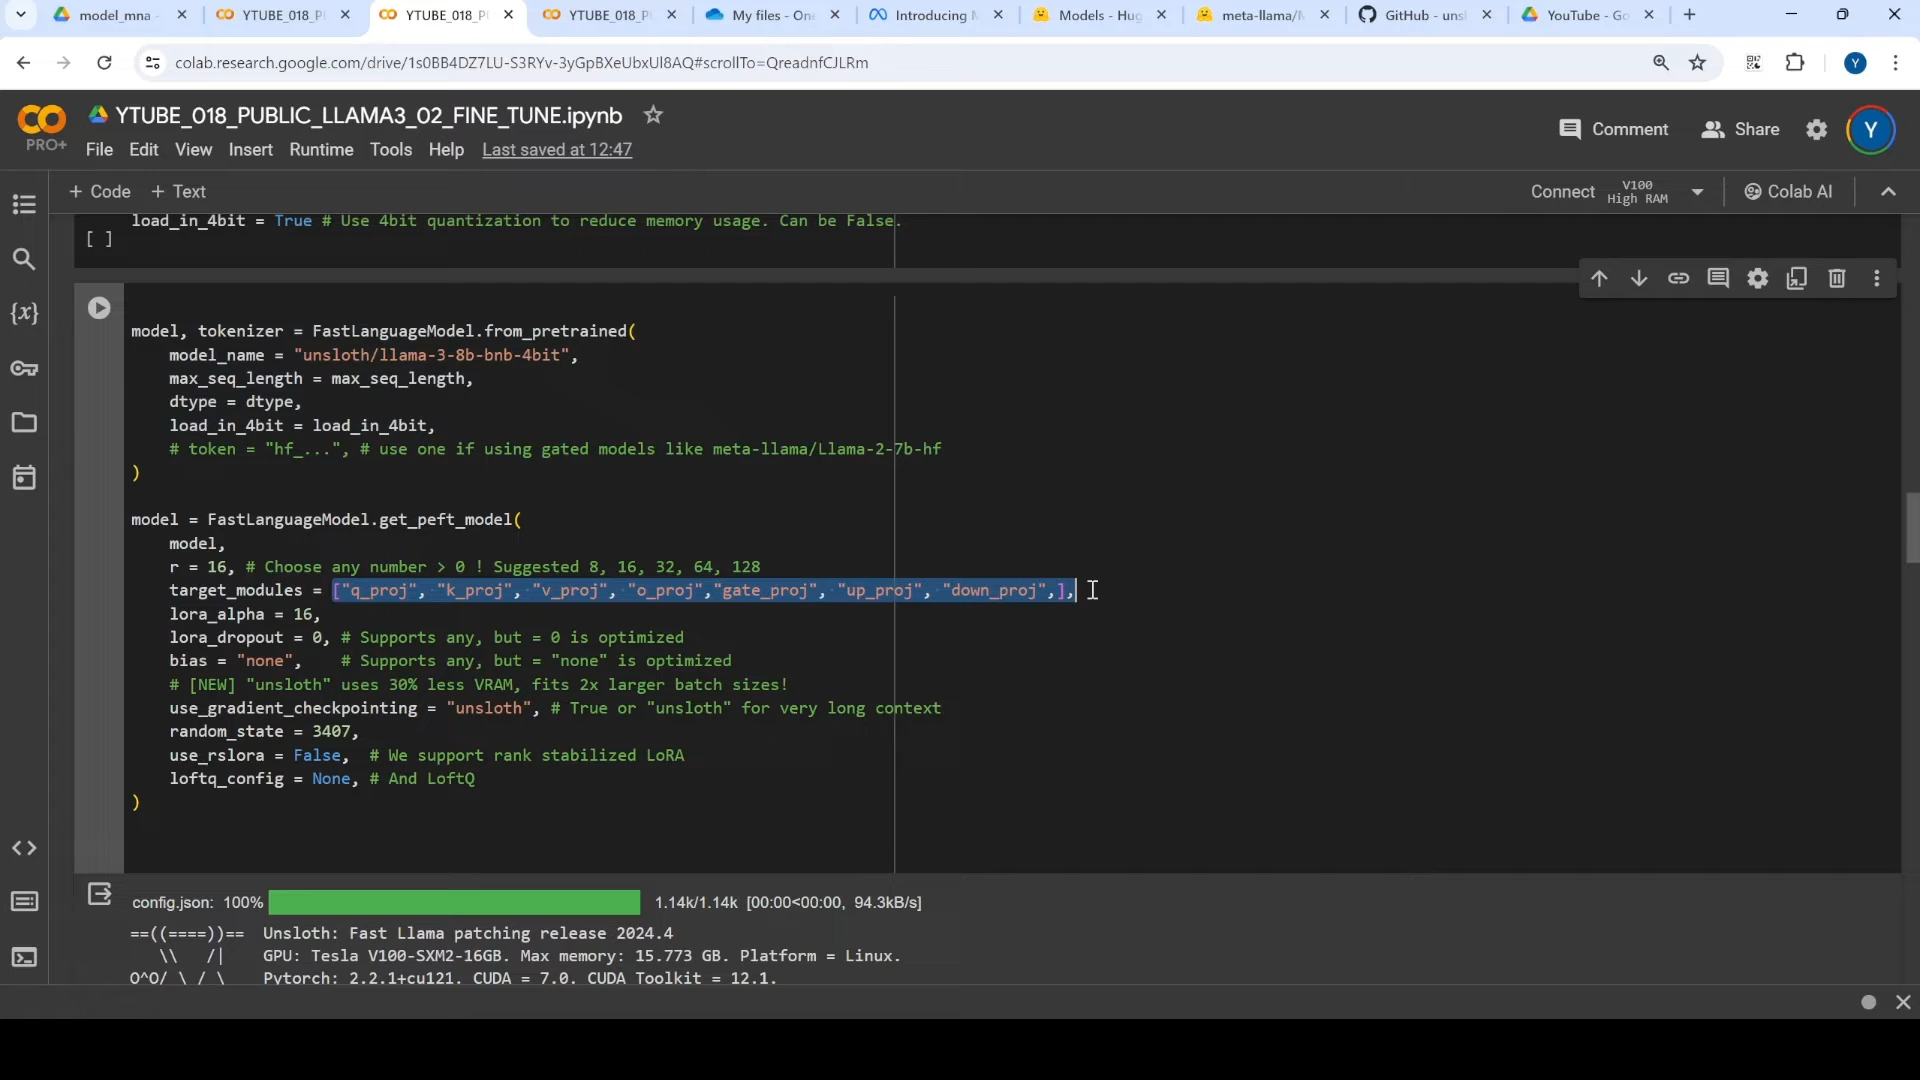 model_mna
YTUBE_018_P
YTUBE_018_P
YTUBE_018_P
My files - On
Introducing
Models - Hug
meta-llama/
GitHub - uns
YouTube - Go
colab.research.google.com/drive/1s0BB4DZ7LU-S3RYv-3yGpBXeUbxUl8AQ#scrollTo=QreadnfCJLRm
Y
CO
PRO+
YTUBE_018_PUBLIC_LLAMA3_02_FINE_TUNE.ipynb
File Edit View Insert Runtime Tools Help Last saved at 12:47
Comment
Share
Y
+ Code + Text
Connect
V100
High RAM
Colab AI
load_in_4bit = True # Use 4bit quantization to reduce memory usage. Can be False.
[ ]
{x}
model, tokenizer = FastLanguageModel.from_pretrained(
    model_name = "unsloth/llama-3-8b-bnb-4bit",
    max_seq_length = max_seq_length,
    dtype = dtype,
    load_in_4bit = load_in_4bit,
    # token = "hf_...", # use one if using gated models like meta-llama/Llama-2-7b-hf
)
model = FastLanguageModel.get_peft_model(
    model,
    r = 16, # Choose any number > 0 ! Suggested 8, 16, 32, 64, 128
    target_modules = ["q_proj", "k_proj", "v_proj", "o_proj","gate_proj", "up_proj", "down_proj",],
    lora_alpha = 16,
    lora_dropout = 0, # Supports any, but = 0 is optimized
    bias = "none",    # Supports any, but = "none" is optimized
    # [NEW] "unsloth" uses 30% less VRAM, fits 2x larger batch sizes!
    use_gradient_checkpointing = "unsloth", # True or "unsloth" for very long context
    random_state = 3407,
    use_rslora = False,  # We support rank stabilized LoRA
    loftq_config = None, # And LoftQ
)
config.json: 100% 1.14k/1.14k [00:00<00:00, 94.3kB/s]
==((====))==  Unsloth: Fast Llama patching release 2024.4
   \\   /|    GPU: Tesla V100-SXM2-16GB. Max memory: 15.773 GB. Platform = Linux.
O^O/ \_/ \    Pytorch: 2.2.1+cu121. CUDA = 7.0. CUDA Toolkit = 12.1.